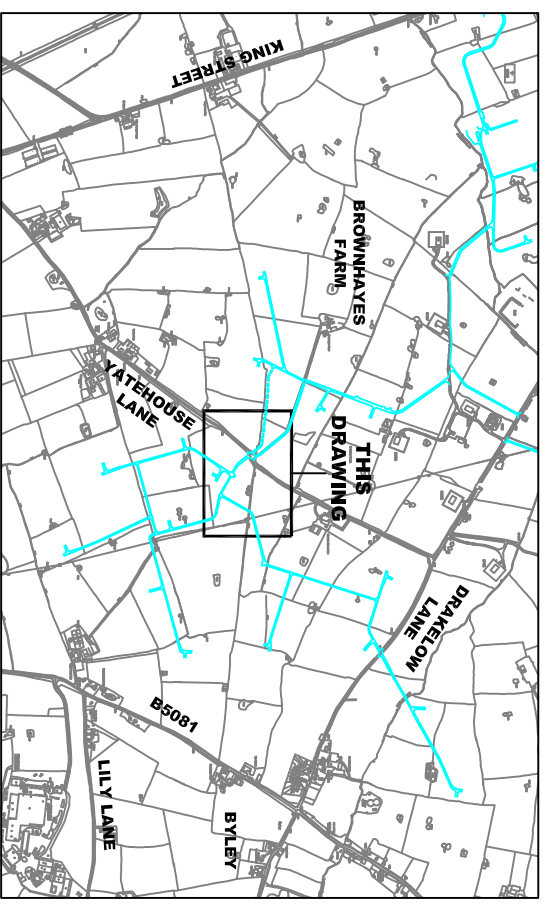 KING STREET
BROWNHAYES
FARM
YATEHOUSE
LANE
THIS
DRAWING
DRAKELOW
LANE
B5081
LILY LANE
BYLEY